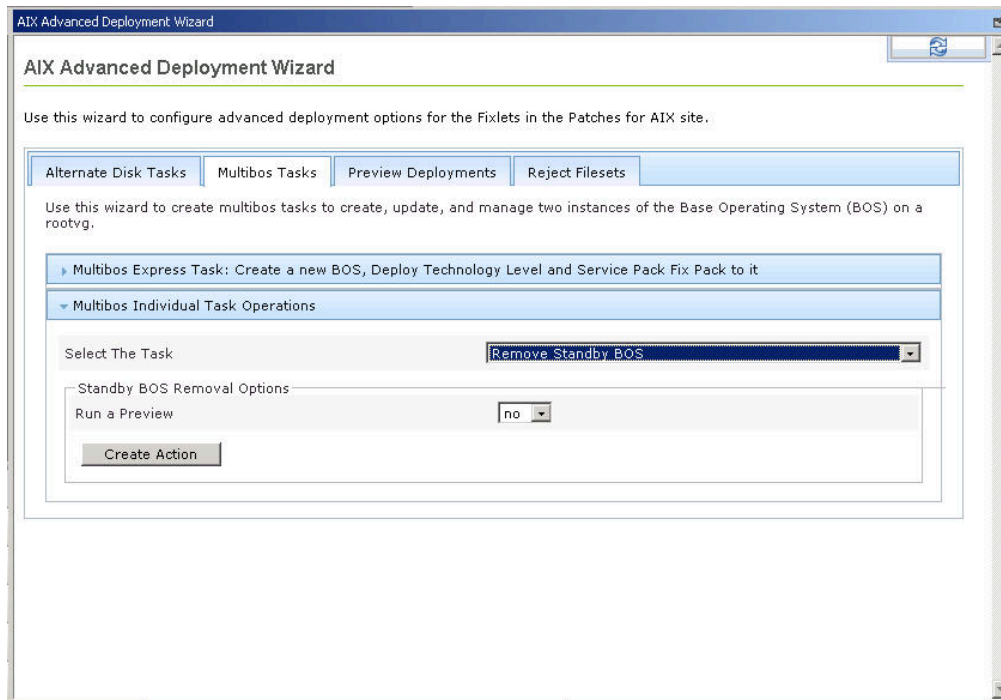 AIX Advanced Deployment Wizard
AIX Advanced Deployment Wizard
Use this wizard to configure advanced deployment options for the Fixlets in the Patches for AIX site.
Alternate Disk Tasks
Multibos Tasks
Preview Deployments
Reject Filesets
Use this wizard to create multibos tasks to create, update, and manage two instances of the Base Operating System (BOS) on a
rootvg.
Multibos Express Task: Create a new BOS, Deploy Technology Level and Service Pack Fix Pack to it
Multibos Individual Task Operations
Select The Task
Remove Standby BOS
Standby BOS Removal Options
Run a Preview
no
Create Action